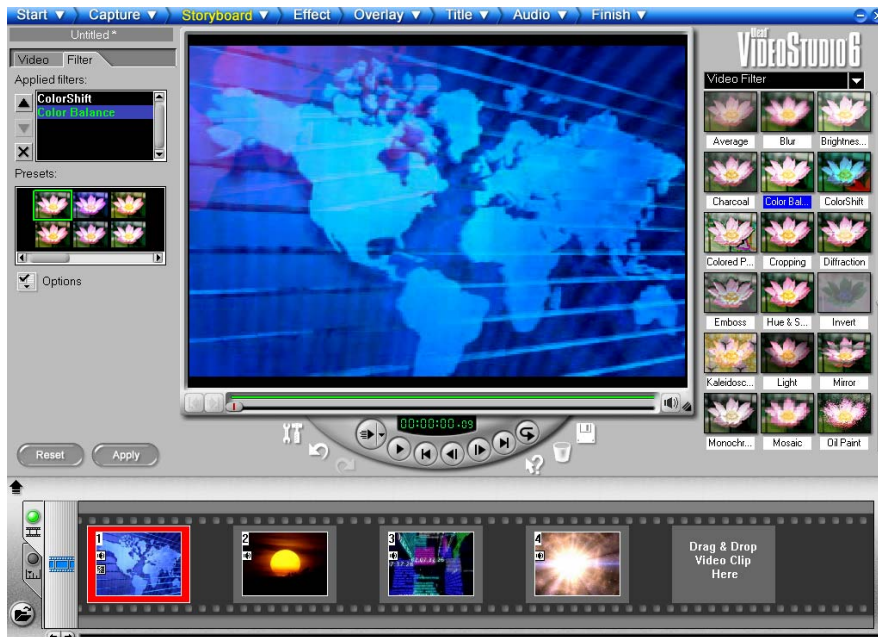 Start Capture Storyboard Effect Overlay Title Audio Finish
Untitled *
Video Filter
Applied filters:
ColorShift
Color Balance
Presets:
Options
Reset Apply
00:00:00.09
Ulead
VIDEOSTUDIO 6
Video Filter
Average Blur Brightnes...
Charcoal Color Bal... ColorShift
Colored P... Cropping Diffraction
Emboss Hue & S... Invert
Kaleidosc... Light Mirror
Monochr... Mosaic Oil Paint
1 2 3 4
Drag & Drop
Video Clip
Here